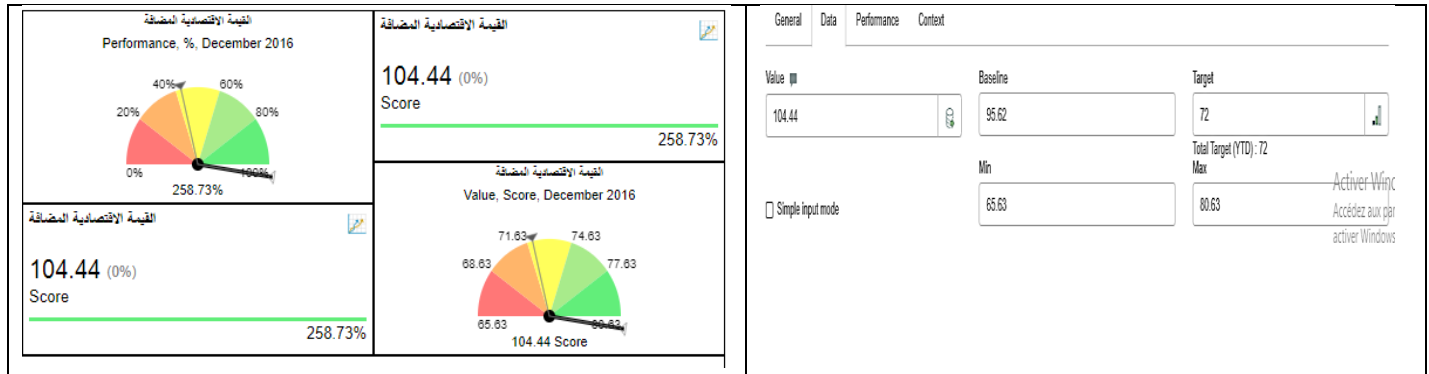 القيمة الاقتصادية المضافة
Performance, %, December 2016
40%
60%
20%
80%
0%
100%
258.73%
القيمة الاقتصادية المضافة
104.44 (0%)
Score
258.73%
القيمة الاقتصادية المضافة
104.44 (0%)
Score
258.73%
القيمة الاقتصادية المضافة
Value, Score, December 2016
71.63
74.63
68.63
77.63
65.63
80.63
104.44 Score
General Data Performance Context
Value Baseline Target
104.44 95.62 72
Total Target (YTD) : 72
Min Max
Simple input mode
65.63 80.63
Activer Winc
Accédez aux par
activer Windows